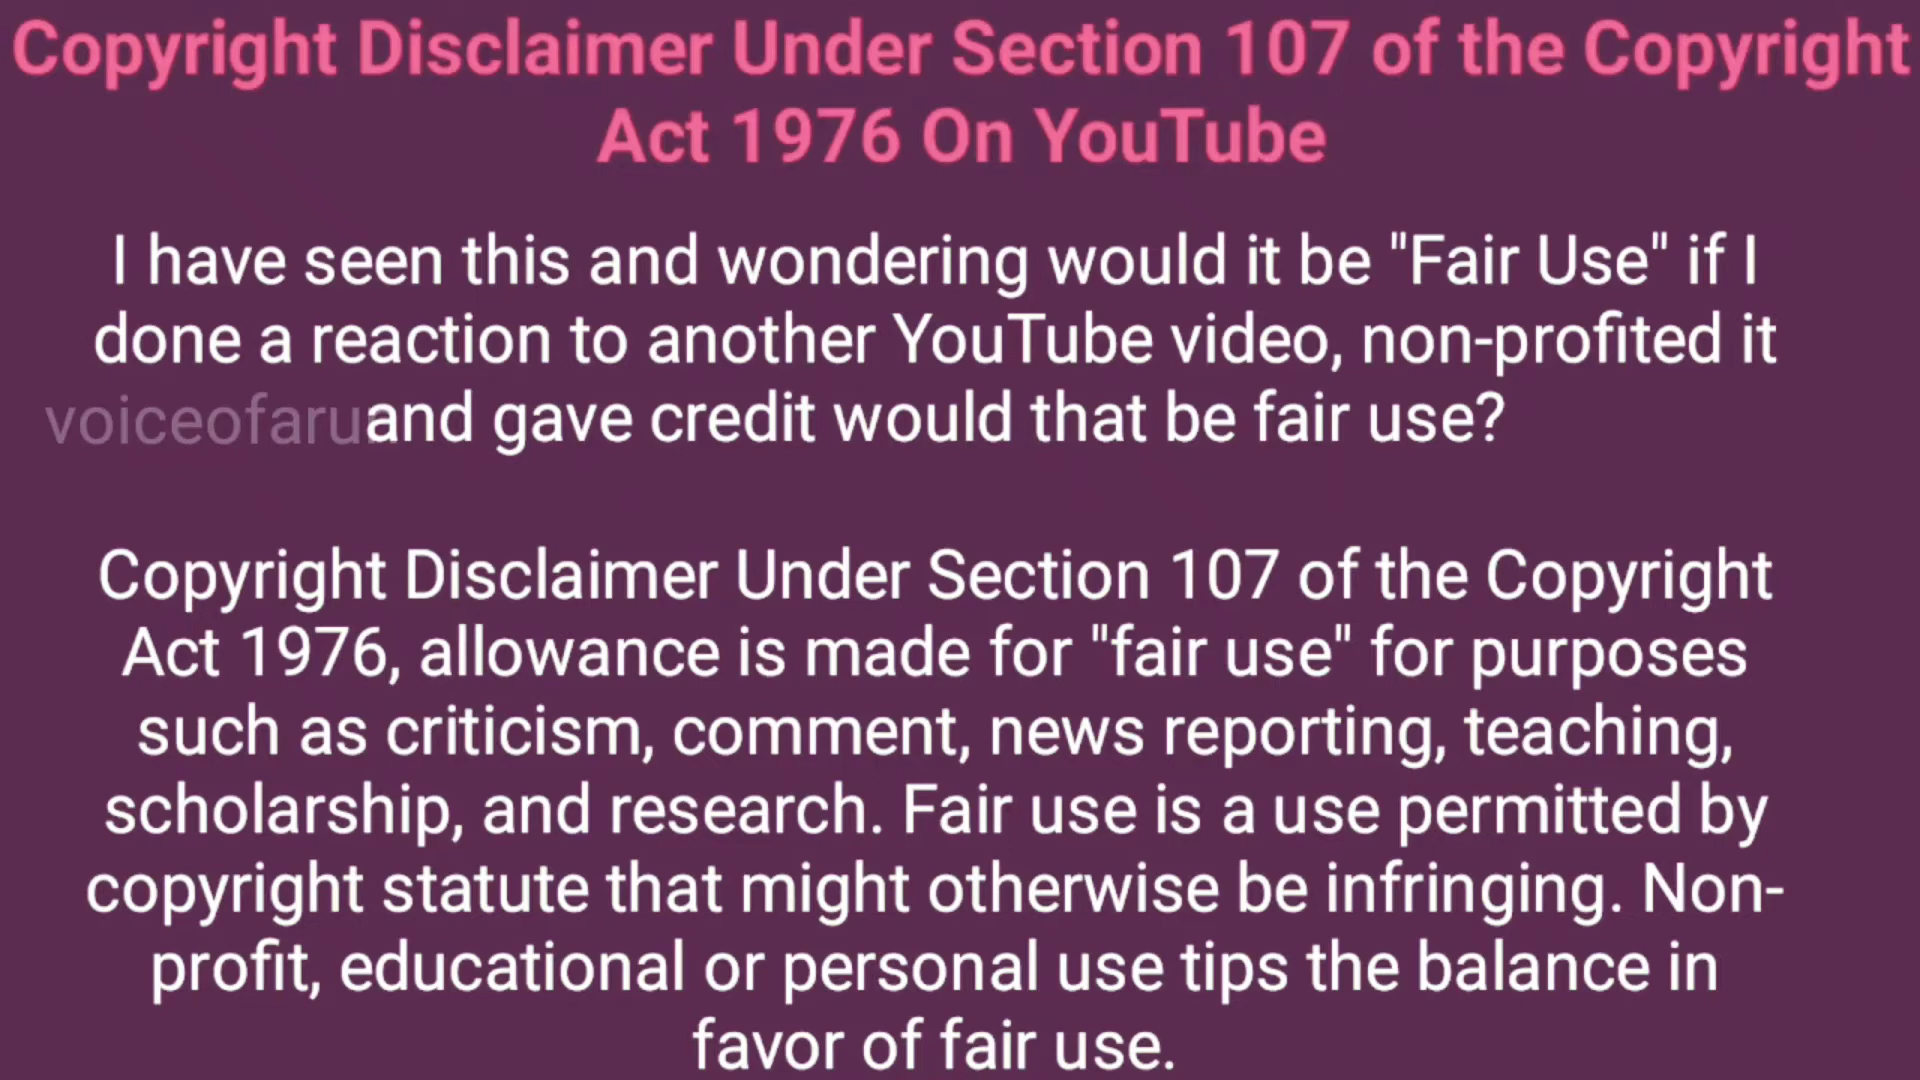 Copyright Disclaimer Under Section 107 of the Copyright
Act 1976 On YouTube
I have seen this and wondering would it be "Fair Use" if I
done a reaction to another YouTube video, non-profited it
and gave credit would that be fair use?
Copyright Disclaimer Under Section 107 of the Copyright
Act 1976, allowance is made for "fair use" for purposes
such as criticism, comment, news reporting, teaching,
scholarship, and research. Fair use is a use permitted by
copyright statute that might otherwise be infringing. Non-
profit, educational or personal use tips the balance in
favor of fair use.